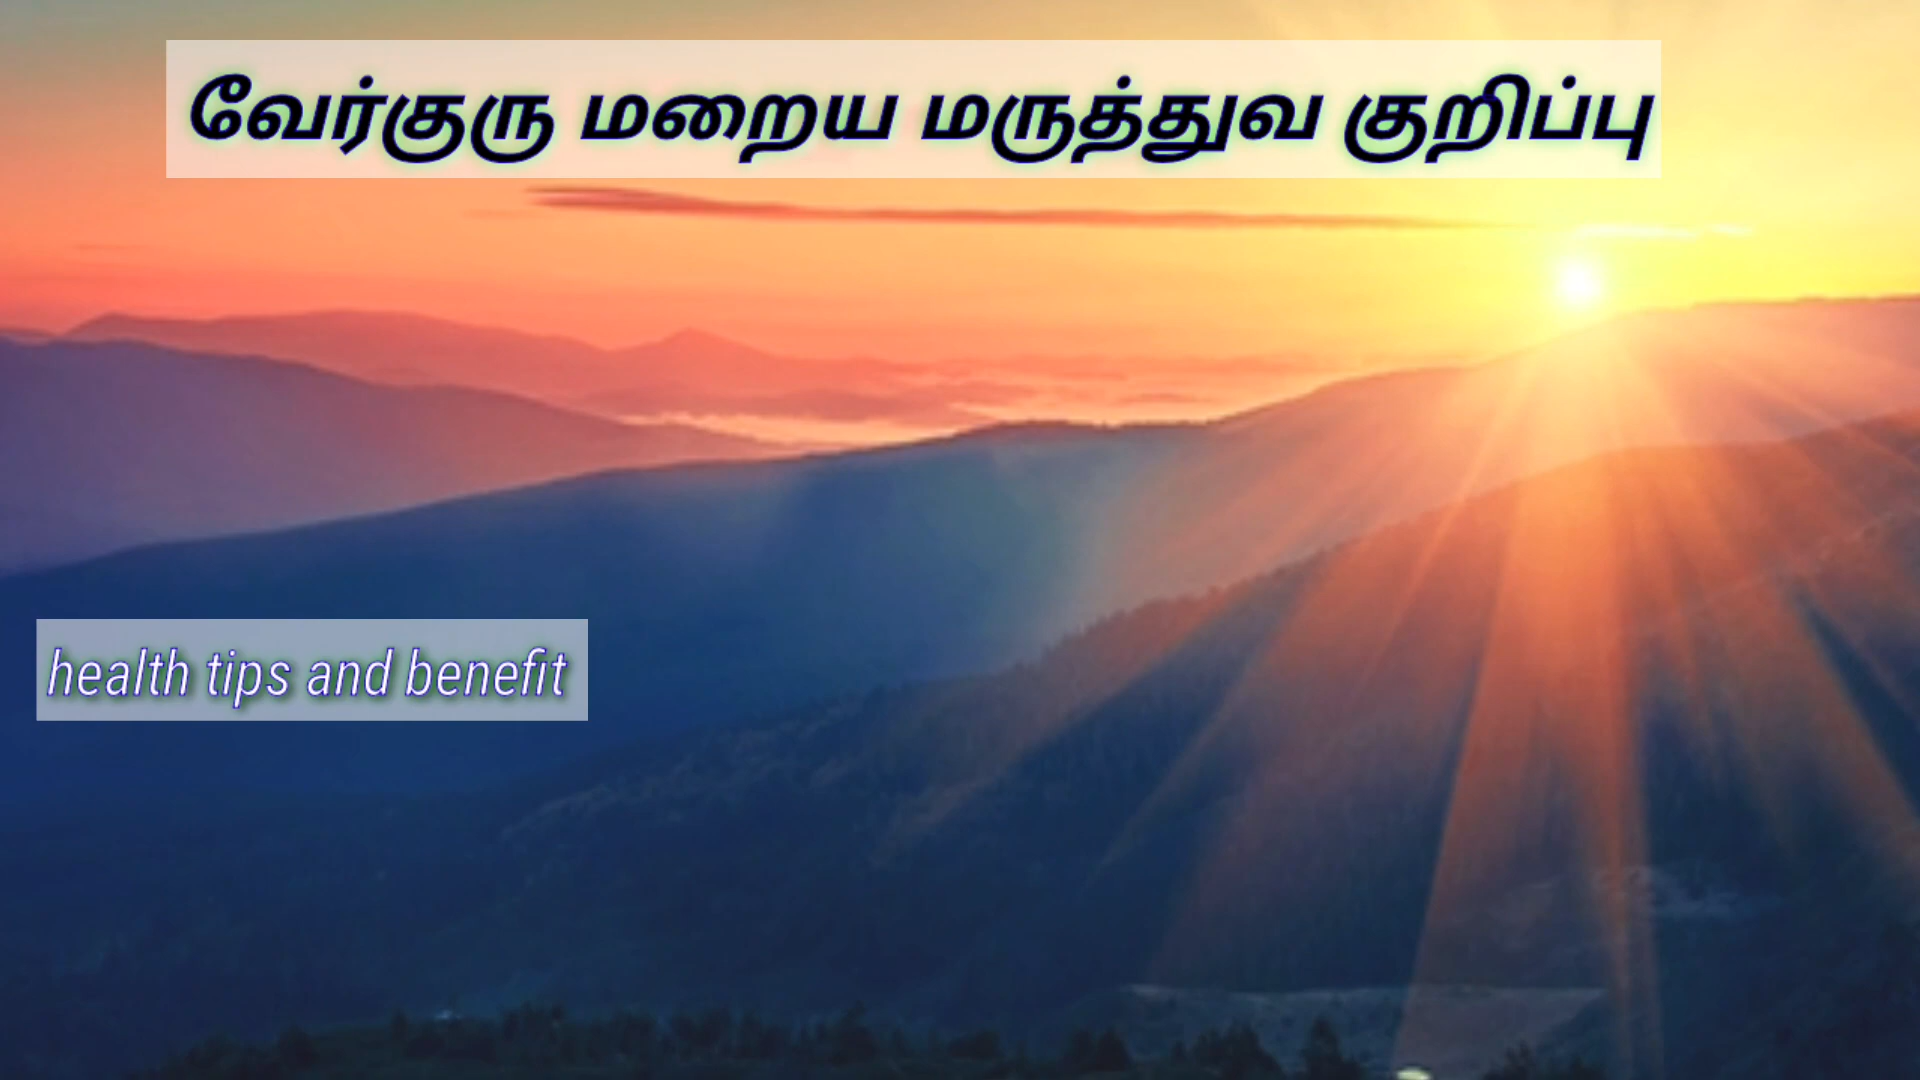 வேர்குரு மறைய மருத்துவ குறிப்பு
health tips and benefit